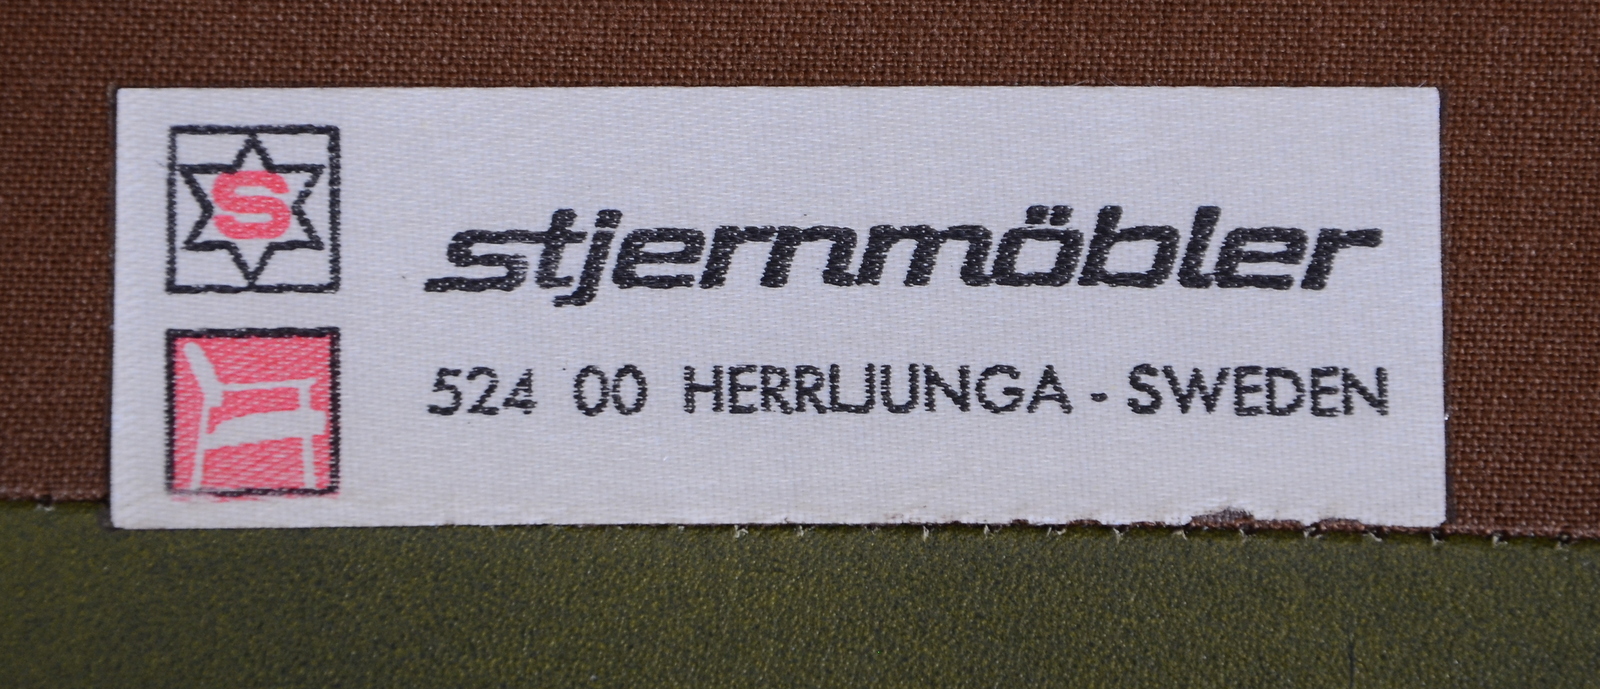 S
stjernmöbler
524 00 HERRLJUNGA - SWEDEN